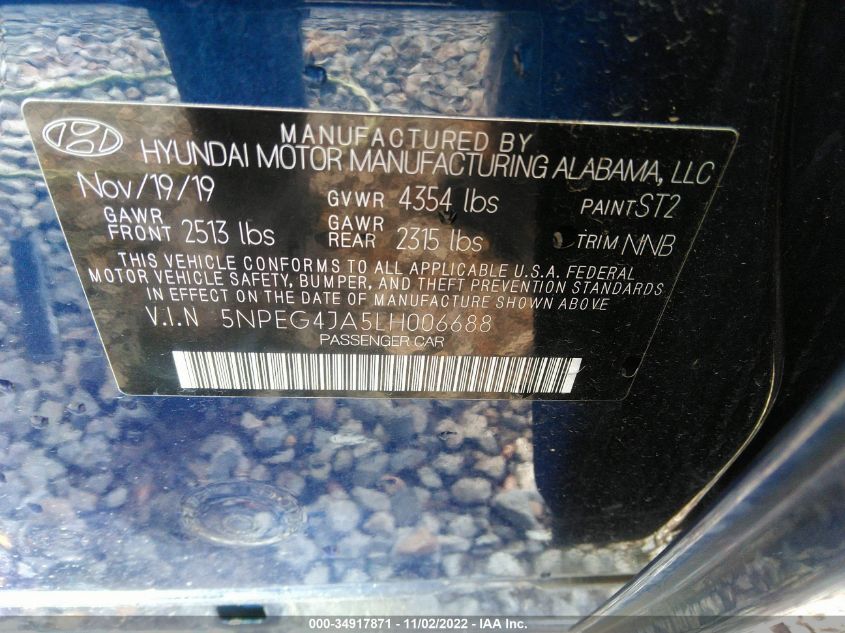 MANUFACTURED BY
HYUNDAI MOTOR MANUFACTURING ALABAMA, LLC
Nov/19/19 GVWR 4354 lbs PAINT ST2
GAWR FRONT 2513 lbs GAWR REAR 2315 lbs TRIM NNB
THIS VEHICLE CONFORMS TO ALL APPLICABLE U.S.A. FEDERAL
MOTOR VEHICLE SAFETY, BUMPER, AND THEFT PREVENTION STANDARDS
IN EFFECT ON THE DATE OF MANUFACTURE SHOWN ABOVE.
V.I.N 5NPEG4JA5LH006688
PASSENGER CAR
000-34917871 - 11/02/2022 - IAA Inc.